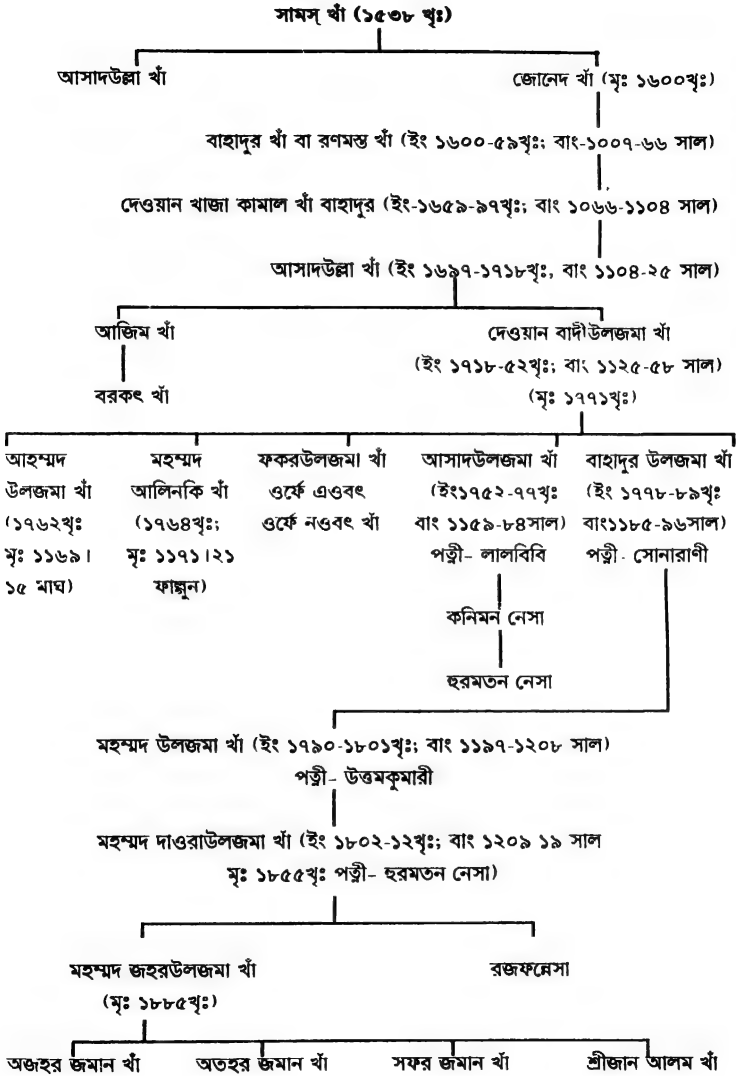 সামস্ খাঁ (১৫৩৮ খৃঃ)
আসাদউল্লা খাঁ
জোনেদ খাঁ (মৃঃ ১৬০০খৃঃ)
বাহাদুর খাঁ বা রণমস্ত খাঁ (ইং ১৬০০-৫৯খৃঃ; বাং-১০০৭-৬৬ সাল)
দেওয়ান খাজা কামাল খাঁ বাহাদুর (ইং-১৬৫৯-৯৭খৃঃ; বাং ১০৬৬-১১০৪ সাল)
আসাদউল্লা খাঁ (ইং ১৬৯৭-১৭১৮খৃঃ, বাং ১১০৪-২৫ সাল)
আজিম খাঁ
বরকৎ খাঁ
দেওয়ান বাদীউলজমা খাঁ
(ইং ১৭১৮-৫২খৃঃ; বাং ১১২৫-৫৮ সাল)
(মৃঃ ১৭৭১খৃঃ)
আহম্মদ
উলজমা খাঁ
(১৭৬২খৃঃ
মৃঃ ১১৬৯।
১৫ মাঘ)
মহম্মদ
আলিনকি খাঁ
(১৭৬৪খৃঃ;
মৃঃ ১১৭১।২১
ফাল্গুন)
ফকরউলজমা খাঁ
ওর্ফে এওবৎ
ওর্ফে নওবৎ খাঁ
আসাদউলজমা খাঁ
(ইং১৭৫২-৭৭খৃঃ
বাং ১১৫৯-৮৪সাল)
পত্নী- লালবিবি
বাহাদুর উলজমা খাঁ
(ইং ১৭৭৮-৮৯খৃঃ
বাং১১৮৫-৯৬সাল)
পত্নী- সোনারাণী
কনিমন নেসা
হুরমতন নেসা
মহম্মদ উলজমা খাঁ (ইং ১৭৯০-১৮০১খৃঃ; বাং ১১৯৭-১২০৮ সাল)
পত্নী- উত্তমকুমারী
মহম্মদ দাওরাউলজমা খাঁ (ইং ১৮০২-১২খৃঃ; বাং ১২০৯ ১৯ সাল
মৃঃ ১৮৫৫খৃঃ পত্নী- হুরমতন নেসা)
মহম্মদ জহরউলজমা খাঁ
(মৃঃ ১৮৮৫খৃঃ)
রজফন্নেসা
অজহর জমান খাঁ
অতহর জমান খাঁ
সফর জমান খাঁ
শ্রীজান আলম খাঁ